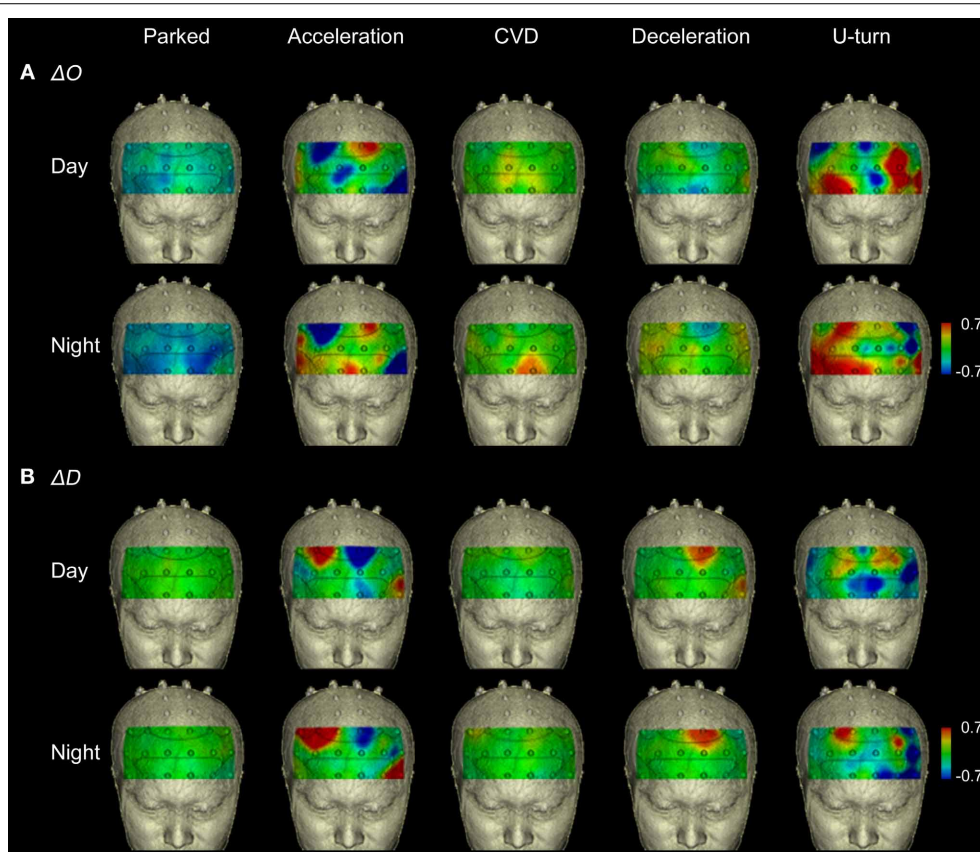 Parked Acceleration CVD Deceleration U-turn
A ΔO
Day
Night
0.7
-0.7
B ΔD
Day
Night
0.7
-0.7